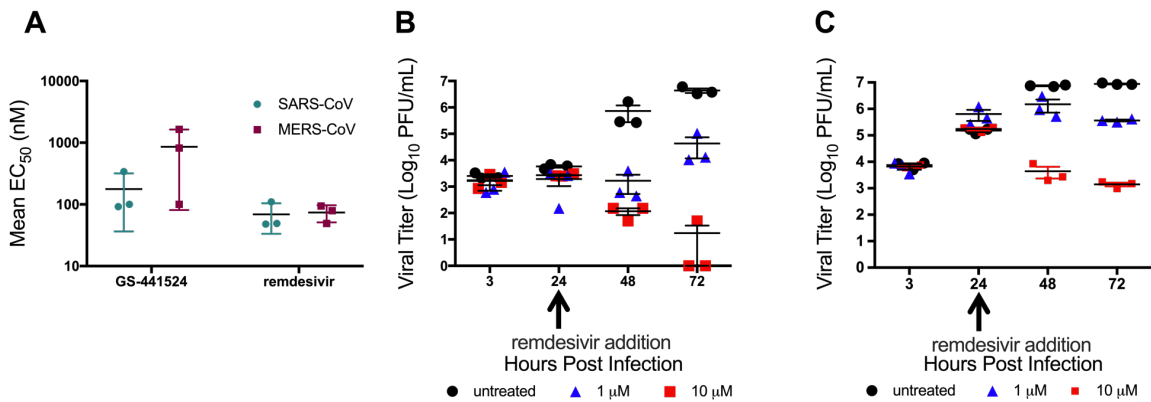 A
Mean EC50 (nM)
10000
1000
100
10
SARS-CoV
MERS-CoV
GS-441524
remdesivir
B
Viral Titer (Log10 PFU/mL)
7
6
5
4
3
2
1
0
3
24
48
72
remdesivir addition
Hours Post Infection
untreated
1 μM
10 μM
C
Viral Titer (Log10 PFU/mL)
7
6
5
4
3
2
1
0
3
24
48
72
remdesivir addition
Hours Post Infection
untreated
1 μM
10 μM